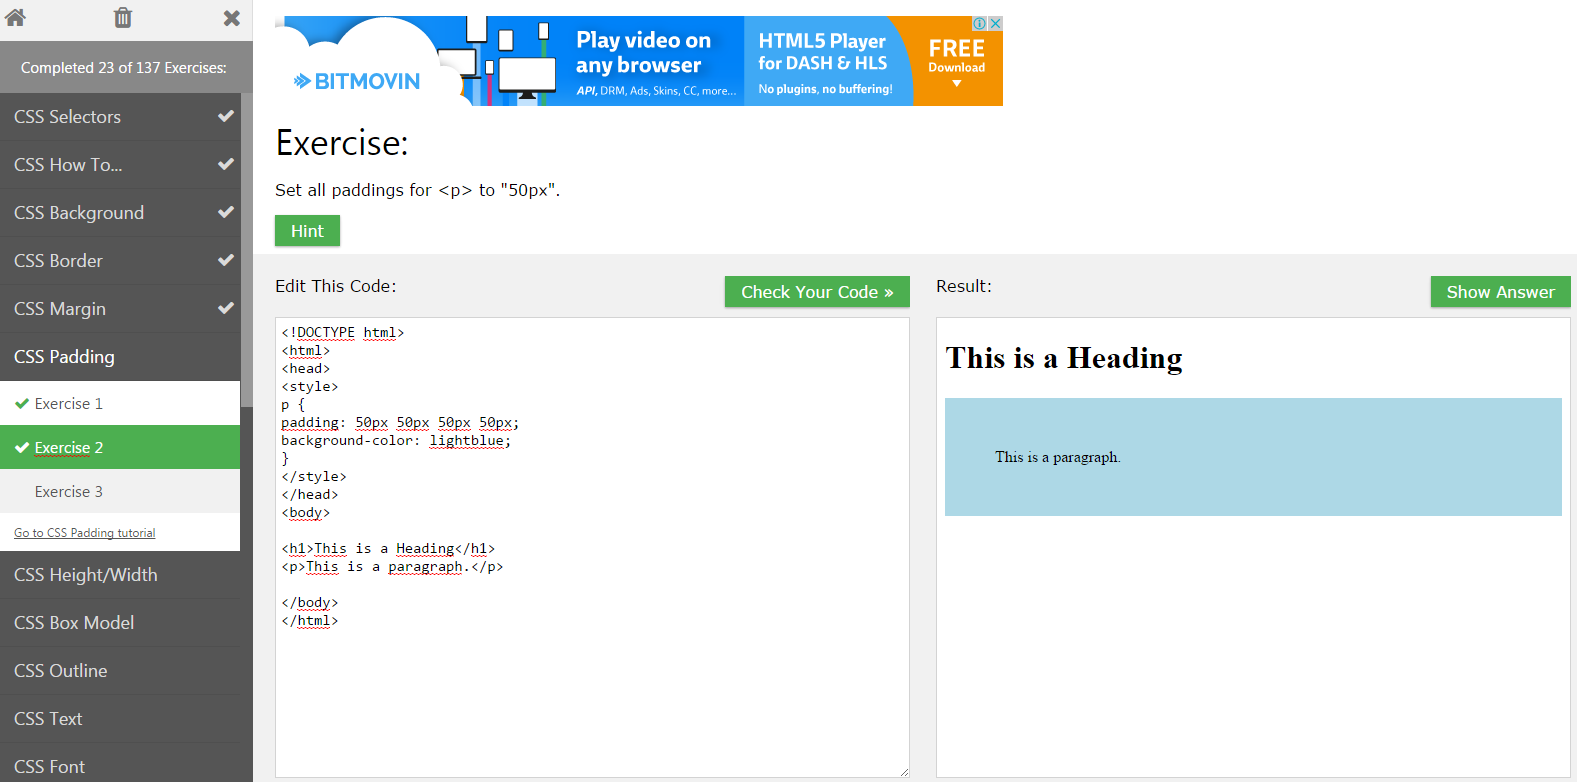 Completed 23 of 137 Exercises:
CSS Selectors
CSS How To...
CSS Background
CSS Border
CSS Margin
CSS Padding
Exercise 1
Exercise 2
Exercise 3
Go to CSS Padding tutorial
CSS Height/Width
CSS Box Model
CSS Outline
CSS Text
CSS Font
BITMOVIN
Play video on
any browser
API, DRM, Ads, Skins, CC, more...
HTML5 Player
for DASH & HLS
No plugins, no buffering!
FREE
Download
Exercise:
Set all paddings for <p> to "50px".
Hint
Edit This Code:
Check Your Code »
<!DOCTYPE html>
<html>
<head>
<style>
p {
padding: 50px 50px 50px 50px;
background-color: lightblue;
}
</style>
</head>
<body>
<h1>This is a Heading</h1>
<p>This is a paragraph.</p>
</body>
</html>
Result:
Show Answer
This is a Heading
This is a paragraph.